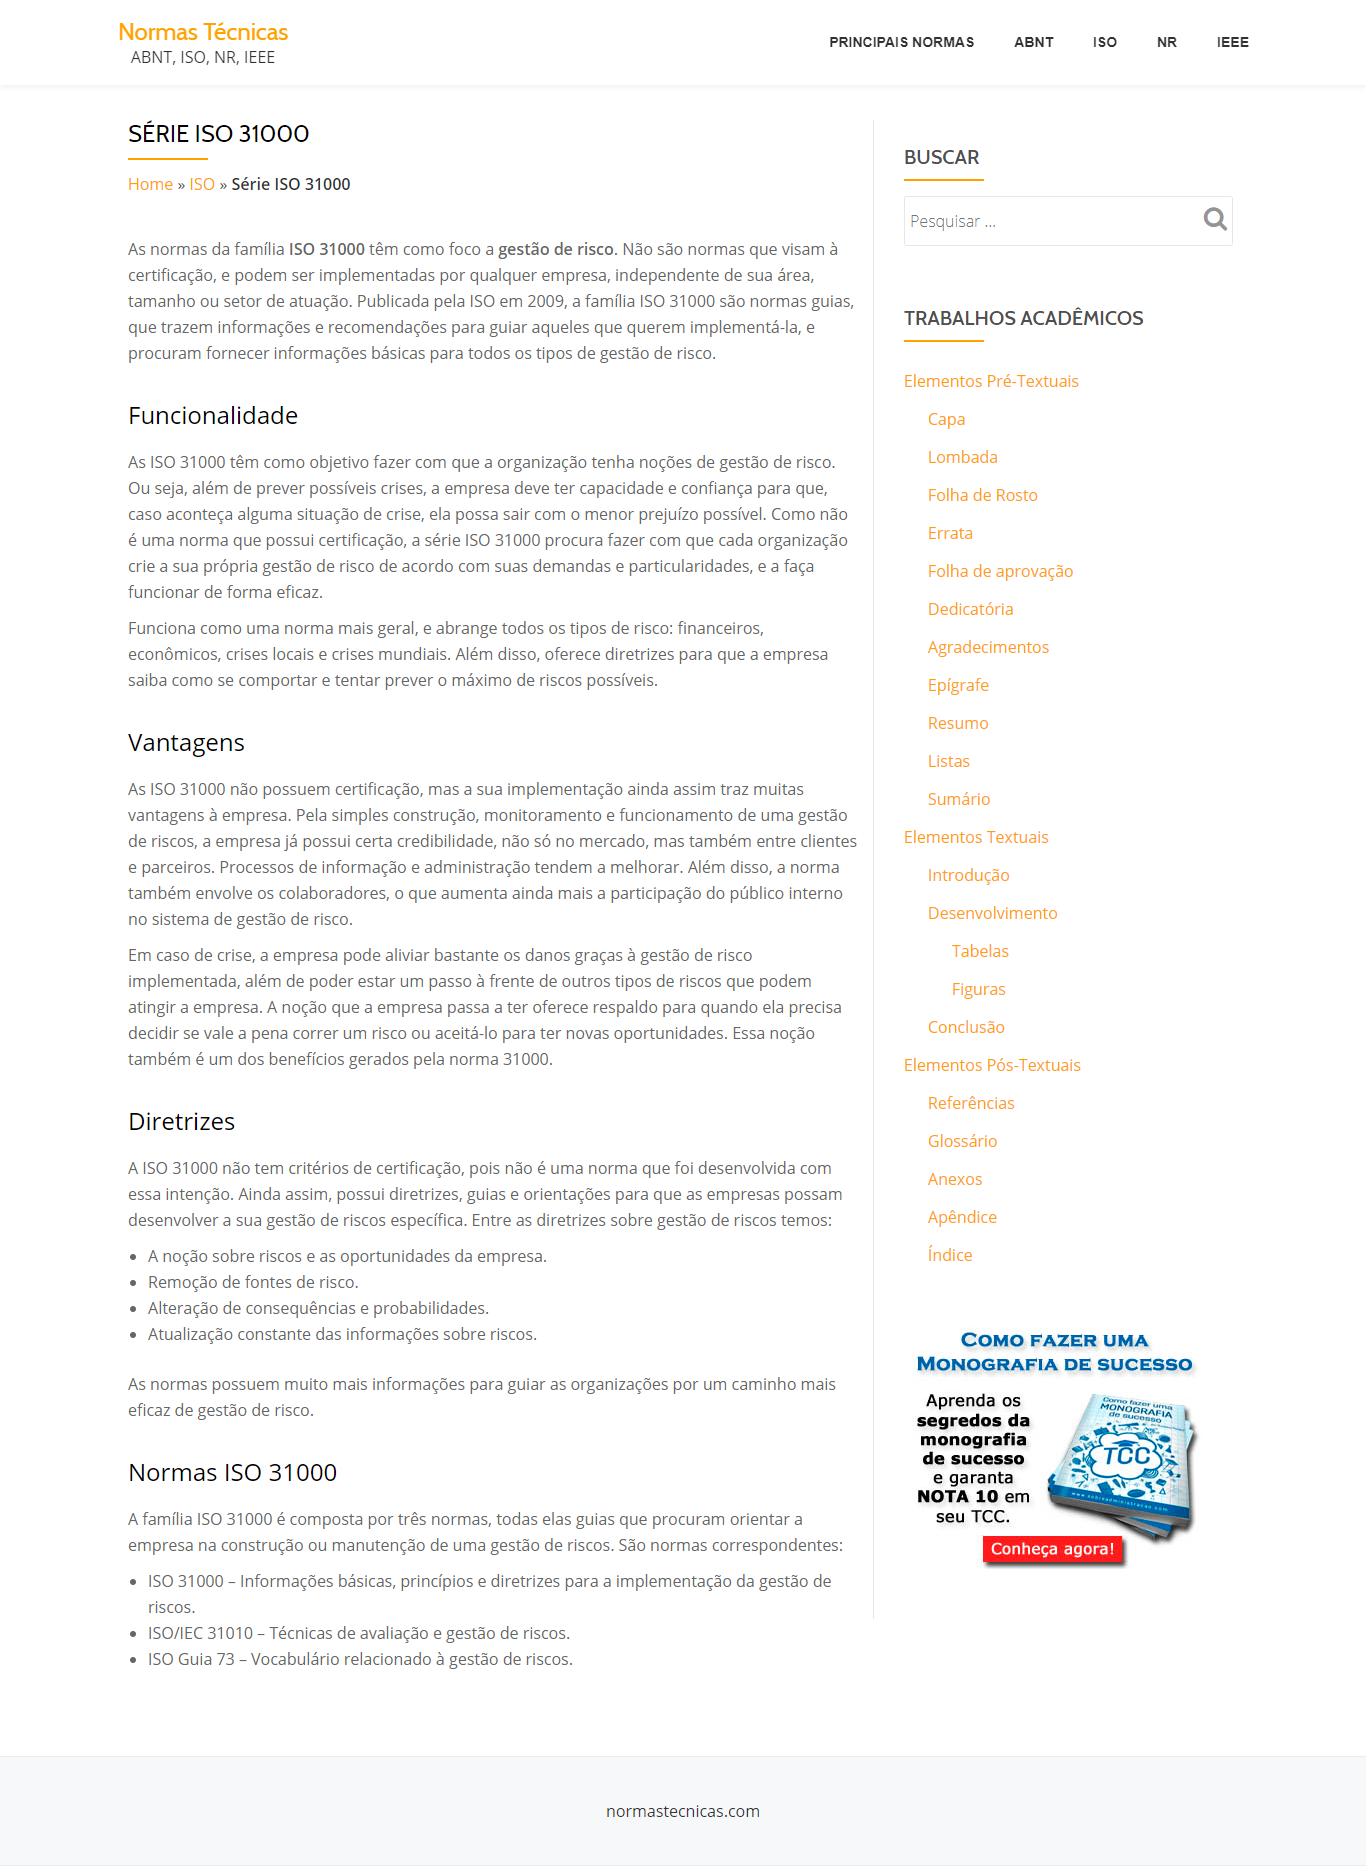 Normas Técnicas
ABNT, ISO, NR, IEEE
PRINCIPAIS NORMAS ABNT ISO NR IEEE
SÉRIE ISO 31000
Home » ISO » Série ISO 31000
As normas da família ISO 31000 têm como foco a gestão de risco. Não são normas que visam à
certificação, e podem ser implementadas por qualquer empresa, independente de sua área,
tamanho ou setor de atuação. Publicada pela ISO em 2009, a família ISO 31000 são normas guias,
que trazem informações e recomendações para guiar aqueles que querem implementá-la, e
procuram fornecer informações básicas para todos os tipos de gestão de risco.
Funcionalidade
As ISO 31000 têm como objetivo fazer com que a organização tenha noções de gestão de risco.
Ou seja, além de prever possíveis crises, a empresa deve ter capacidade e confiança para que,
caso aconteça alguma situação de crise, ela possa sair com o menor prejuízo possível. Como não
é uma norma que possui certificação, a série ISO 31000 procura fazer com que cada organização
crie a sua própria gestão de risco de acordo com suas demandas e particularidades, e a faça
funcionar de forma eficaz.
Funciona como uma norma mais geral, e abrange todos os tipos de risco: financeiros,
econômicos, crises locais e crises mundiais. Além disso, oferece diretrizes para que a empresa
saiba como se comportar e tentar prever o máximo de riscos possíveis.
Vantagens
As ISO 31000 não possuem certificação, mas a sua implementação ainda assim traz muitas
vantagens à empresa. Pela simples construção, monitoramento e funcionamento de uma gestão
de riscos, a empresa já possui certa credibilidade, não só no mercado, mas também entre clientes
e parceiros. Processos de informação e administração tendem a melhorar. Além disso, a norma
também envolve os colaboradores, o que aumenta ainda mais a participação do público interno
no sistema de gestão de risco.
Em caso de crise, a empresa pode aliviar bastante os danos graças à gestão de risco
implementada, além de poder estar um passo à frente de outros tipos de riscos que podem
atingir a empresa. A noção que a empresa passa a ter oferece respaldo para quando ela precisa
decidir se vale a pena correr um risco ou aceitá-lo para ter novas oportunidades. Essa noção
também é um dos benefícios gerados pela norma 31000.
Diretrizes
A ISO 31000 não tem critérios de certificação, pois não é uma norma que foi desenvolvida com
essa intenção. Ainda assim, possui diretrizes, guias e orientações para que as empresas possam
desenvolver a sua gestão de riscos específica. Entre as diretrizes sobre gestão de riscos temos:
• A noção sobre riscos e as oportunidades da empresa.
• Remoção de fontes de risco.
• Alteração de consequências e probabilidades.
• Atualização constante das informações sobre riscos.
As normas possuem muito mais informações para guiar as organizações por um caminho mais
eficaz de gestão de risco.
Normas ISO 31000
A família ISO 31000 é composta por três normas, todas elas guias que procuram orientar a
empresa na construção ou manutenção de uma gestão de riscos. São normas correspondentes:
• ISO 31000 – Informações básicas, princípios e diretrizes para a implementação da gestão de
riscos.
• ISO/IEC 31010 – Técnicas de avaliação e gestão de riscos.
• ISO Guia 73 – Vocabulário relacionado à gestão de riscos.
BUSCAR
Pesquisar ...
TRABALHOS ACADÊMICOS
Elementos Pré-Textuais
Capa
Lombada
Folha de Rosto
Errata
Folha de aprovação
Dedicatória
Agradecimentos
Epígrafe
Resumo
Listas
Sumário
Elementos Textuais
Introdução
Desenvolvimento
Tabelas
Figuras
Conclusão
Elementos Pós-Textuais
Referências
Glossário
Anexos
Apêndice
Índice
COMO FAZER UMA
MONOGRAFIA DE SUCESSO
Aprenda os
segredos da
monografia
de sucesso
e garanta
NOTA 10 em
seu TCC.
Como fazer uma
MONOGRAFIA
de sucesso
TCC
www.sobreadministracao.com
Conheça agora!
normastecnicas.com